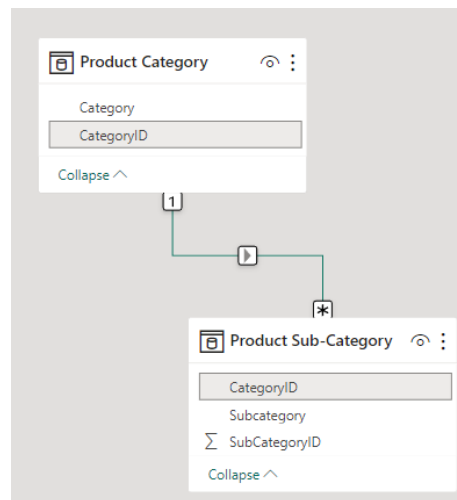 Product Category
Category
CategoryID
Collapse
1
*
Product Sub-Category
CategoryID
Subcategory
∑ SubCategoryID
Collapse